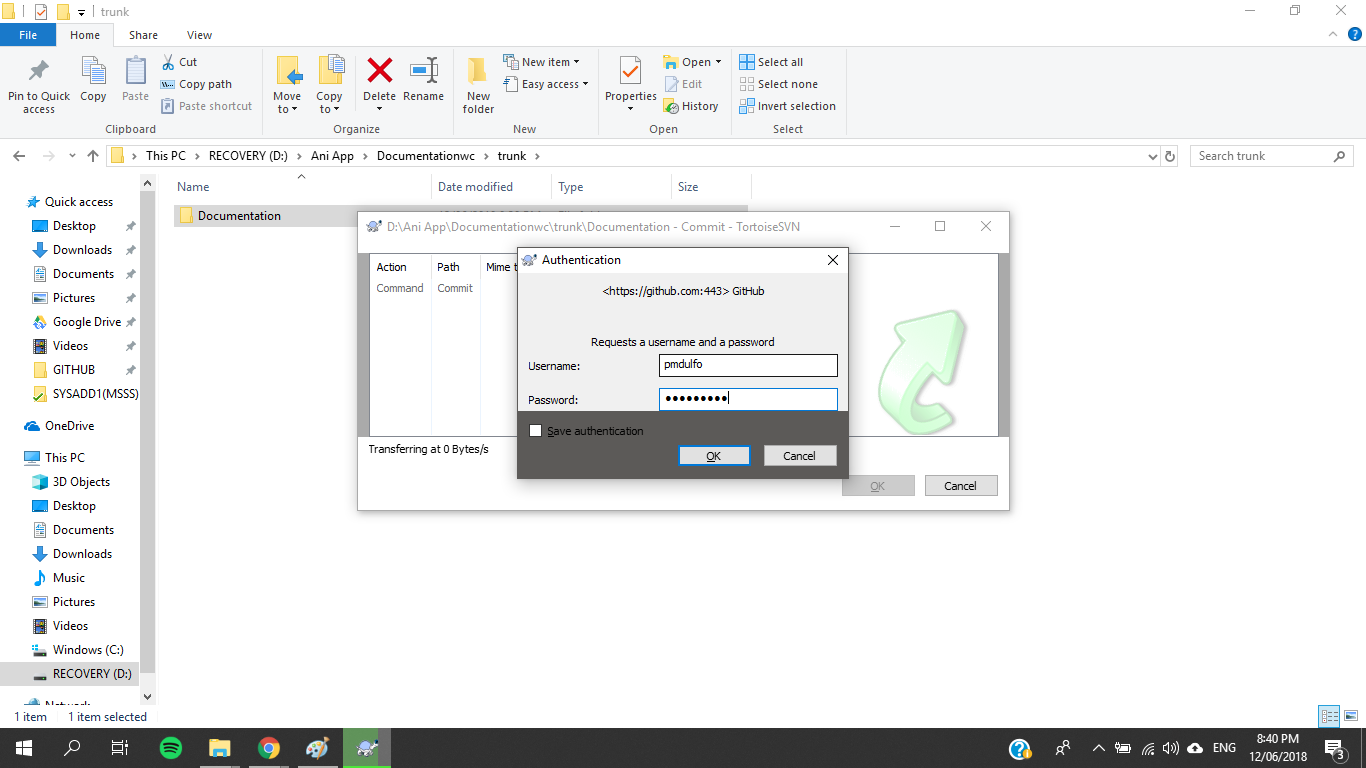 trunk
File Home Share View
Pin to Quick access
Copy
Paste
Cut
Copy path
Paste shortcut
Clipboard
Move to
Copy to
Delete
Rename
Organize
New folder
New item
Easy access
New
Properties
Open
Edit
History
Open
Select all
Select none
Invert selection
Select
This PC > RECOVERY (D:) > Ani App > Documentationwc > trunk >
Search trunk
Name Date modified Type Size
Quick access
Desktop
Downloads
Documents
Pictures
Google Drive
Videos
GITHUB
SYSADD1(MSSS)
OneDrive
This PC
3D Objects
Desktop
Documents
Downloads
Music
Pictures
Videos
Windows (C:)
RECOVERY (D:)
Network
Documentation
D:\Ani App\Documentationwc\trunk\Documentation - Commit - TortoiseSVN
Action Path Mime t
Command Commit
Transferring at 0 Bytes/s
OK Cancel
Authentication
<https://github.com:443> GitHub
Requests a username and a password
Username: pmdulfo
Password: •••••••••
Save authentication
OK Cancel
1 item 1 item selected
ENG
8:40 PM
12/06/2018
3